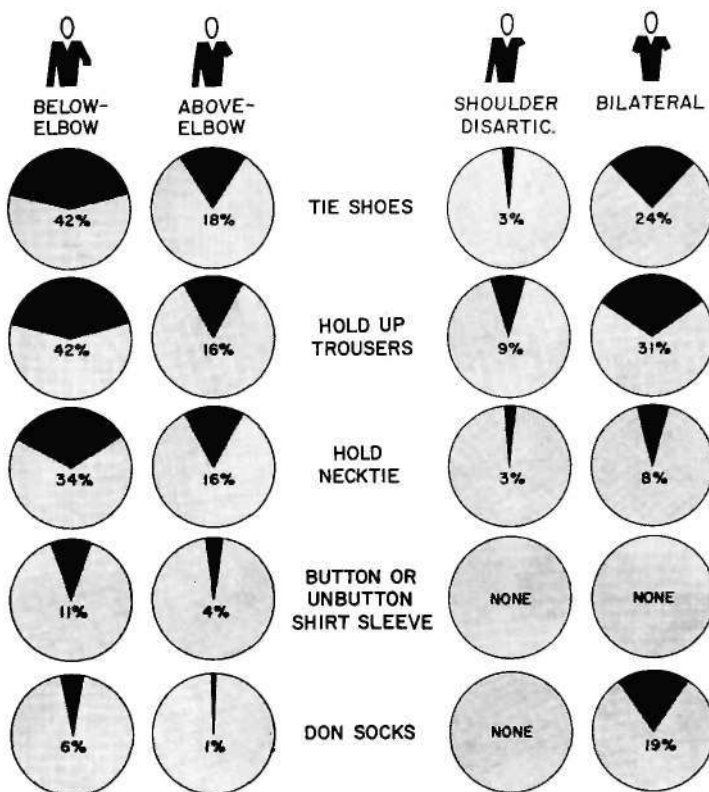 BELOW-
ELBOW
ABOVE-
ELBOW
SHOULDER
DISARTIC.
BILATERAL
42%
18%
TIE SHOES
3%
24%
42%
16%
HOLD UP
TROUSERS
9%
31%
34%
16%
HOLD
NECKTIE
3%
8%
11%
4%
BUTTON OR
UNBUTTON
SHIRT SLEEVE
NONE
NONE
6%
1%
DON SOCKS
NONE
19%